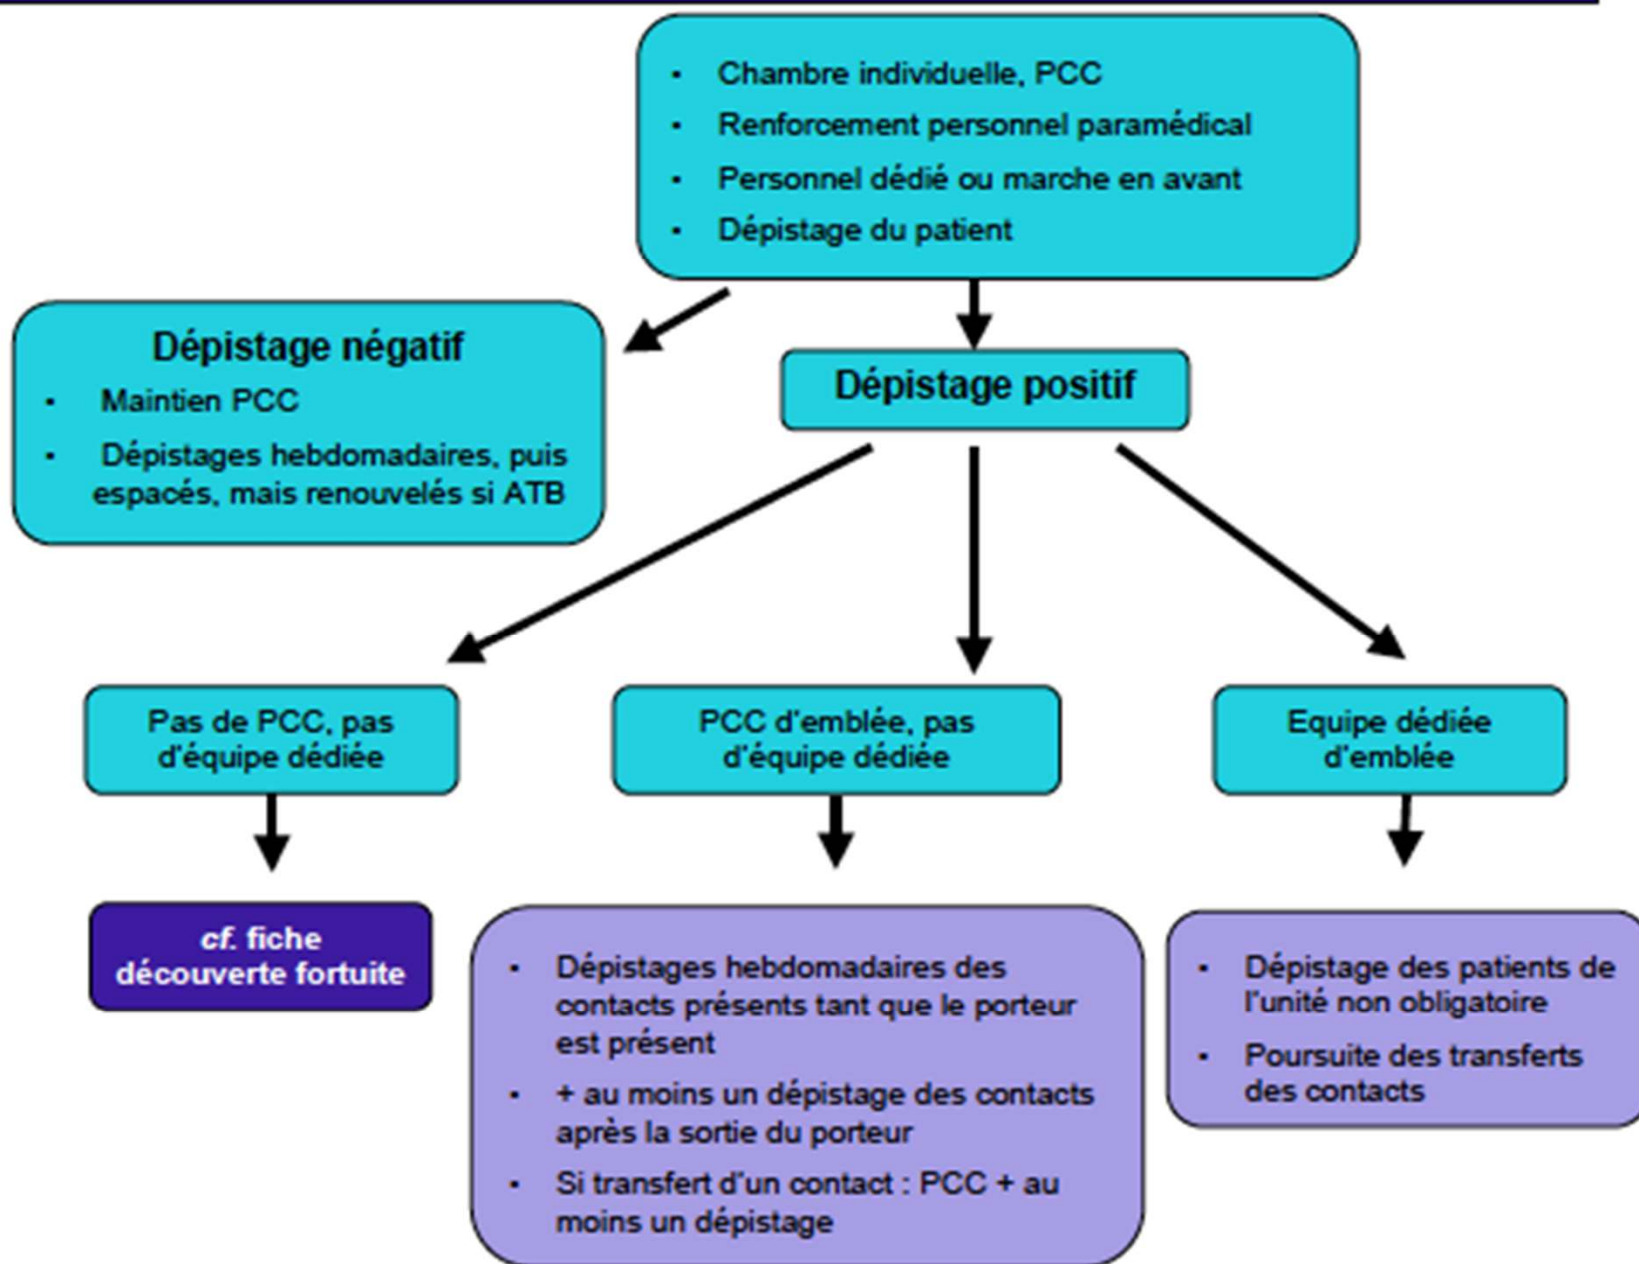 ▪ Chambre individuelle, PCC
▪ Renforcement personnel paramédical
▪ Personnel dédié ou marche en avant
▪ Dépistage du patient
Dépistage négatif
▪ Maintien PCC
▪ Dépistages hebdomadaires, puis
espacés, mais renouvelés si ATB
Dépistage positif
Pas de PCC, pas
d'équipe dédiée
PCC d'emblée, pas
d'équipe dédiée
Equipe dédiée
d'emblée
cf. fiche
découverte fortuite
▪ Dépistages hebdomadaires des
contacts présents tant que le porteur
est présent
▪ + au moins un dépistage des contacts
après la sortie du porteur
▪ Si transfert d'un contact : PCC + au
moins un dépistage
▪ Dépistage des patients de
l'unité non obligatoire
▪ Poursuite des transferts
des contacts